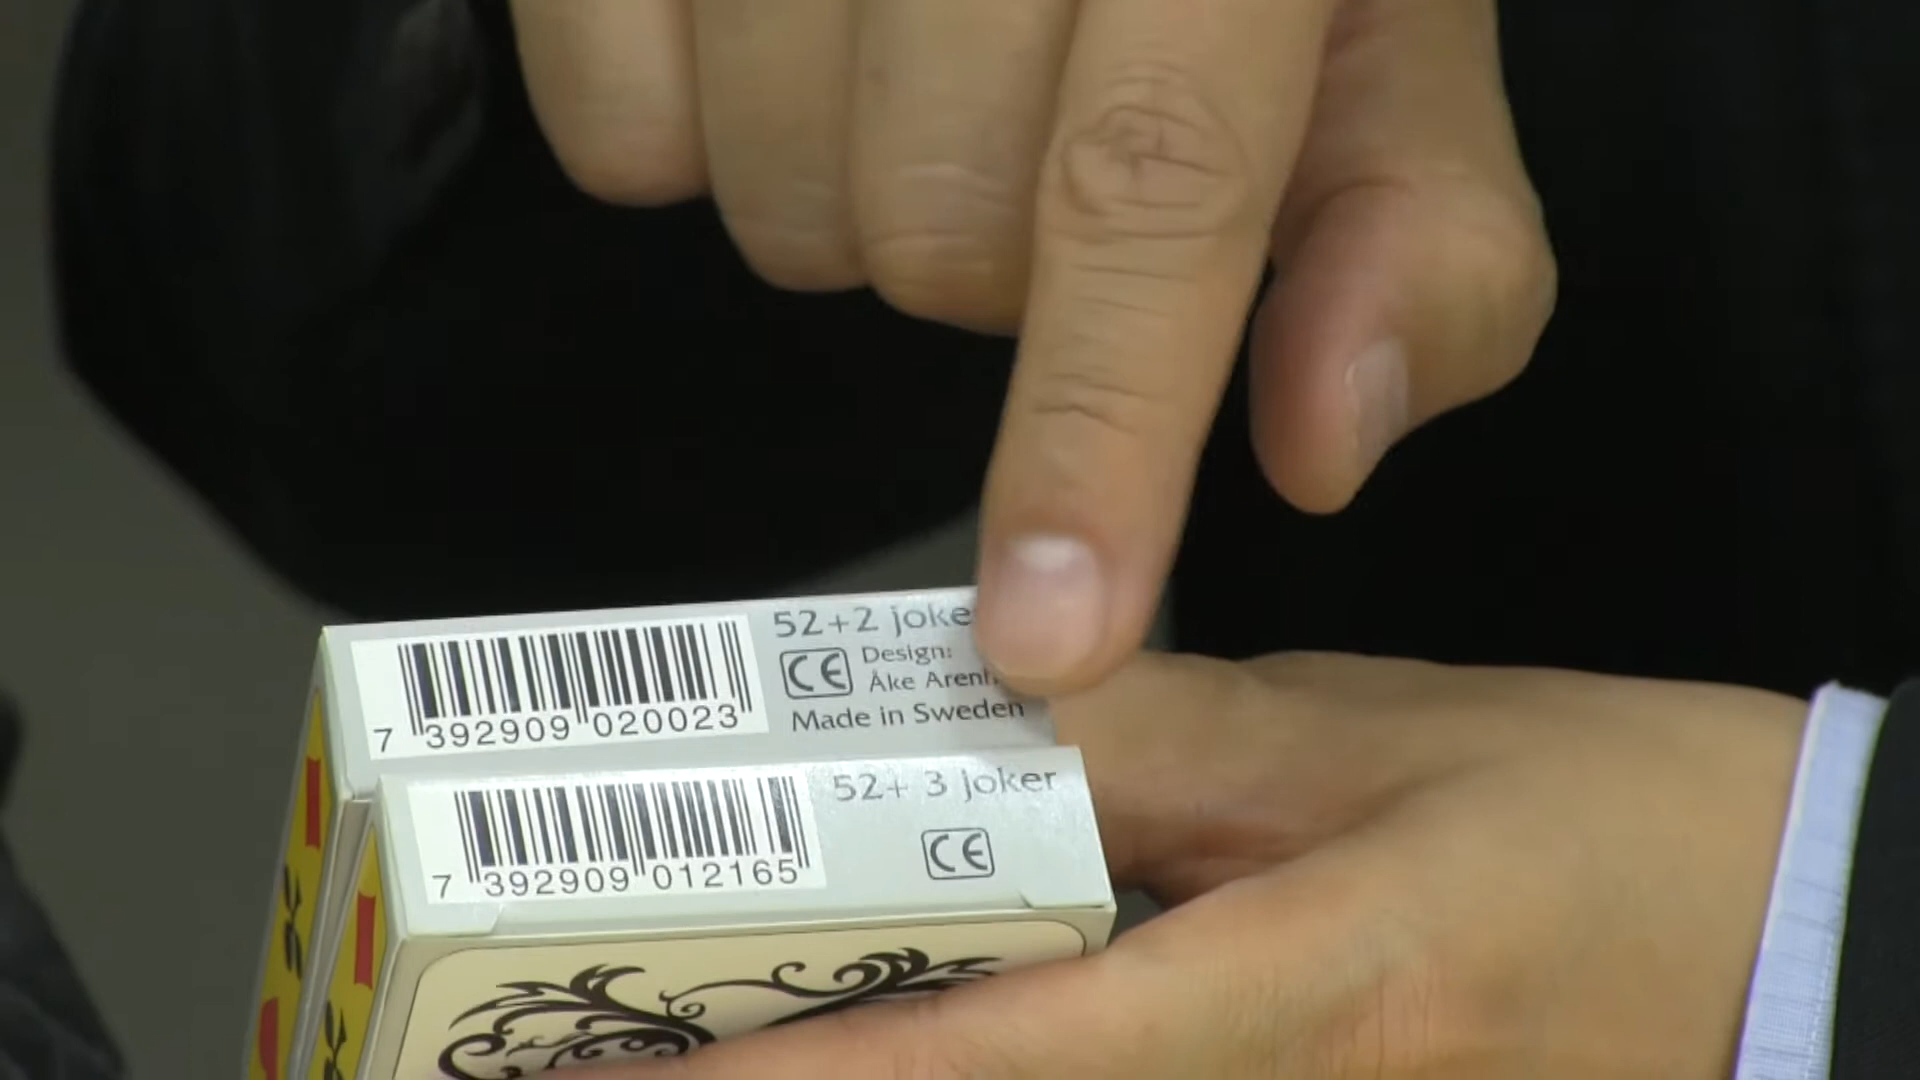 52+2 joke
CE Design:
Åke Arenh
Made in Sweden
7 392909 020023
52+ 3 joker
CE
7 392909 012165